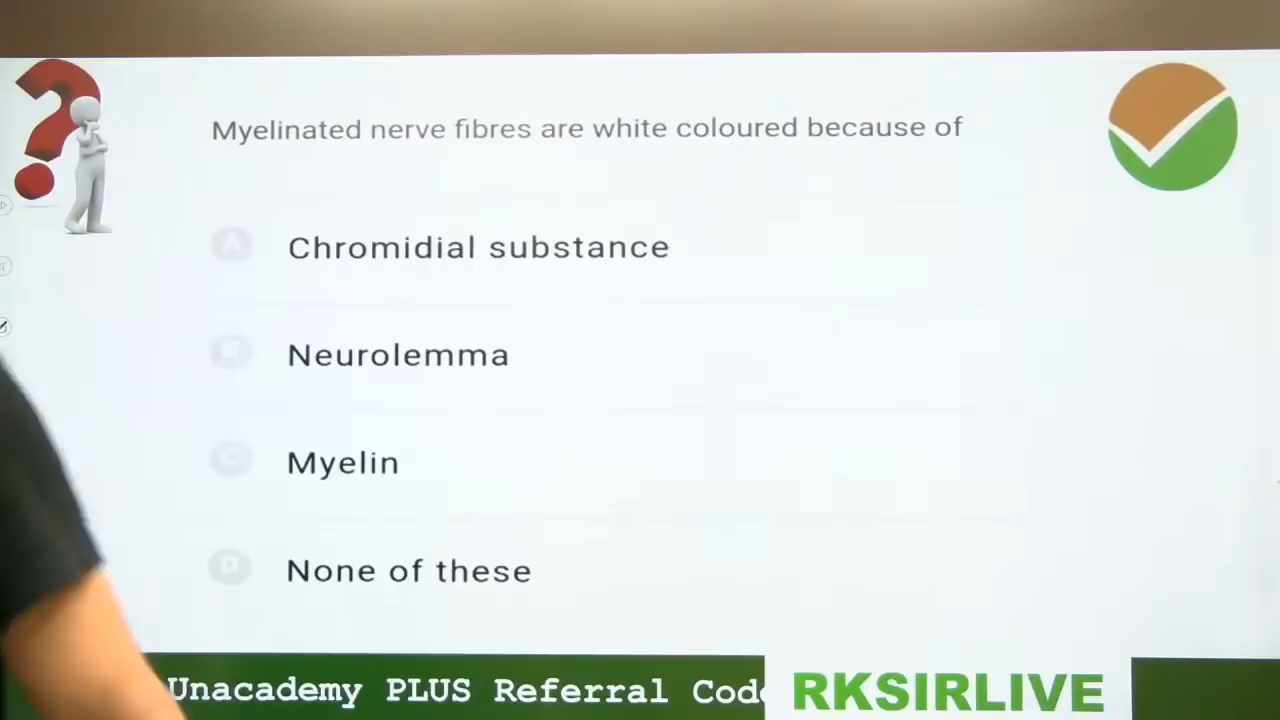 Myelinated nerve fibres are white coloured because of
A Chromidial substance
B Neurolemma
C Myelin
D None of these
Unacademy PLUS Referral Code
RKSIRLIVE